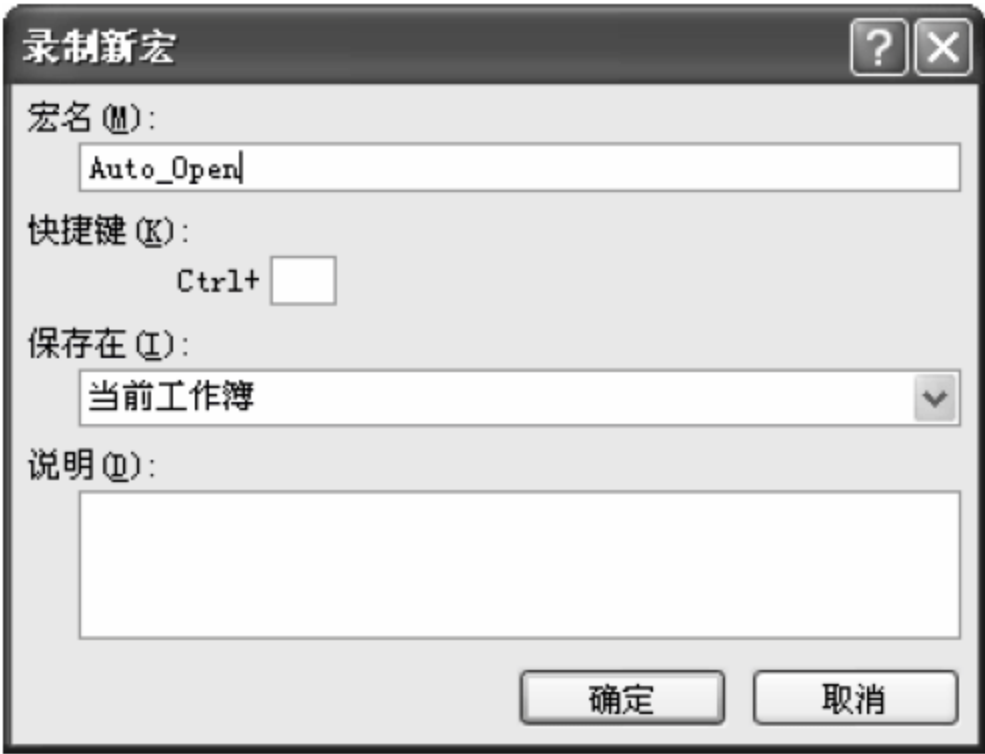 录制新宏
宏名(M):
Auto_Open
快捷键(K):
Ctrl+
保存在(I):
当前工作簿
说明(D):
确定 取消